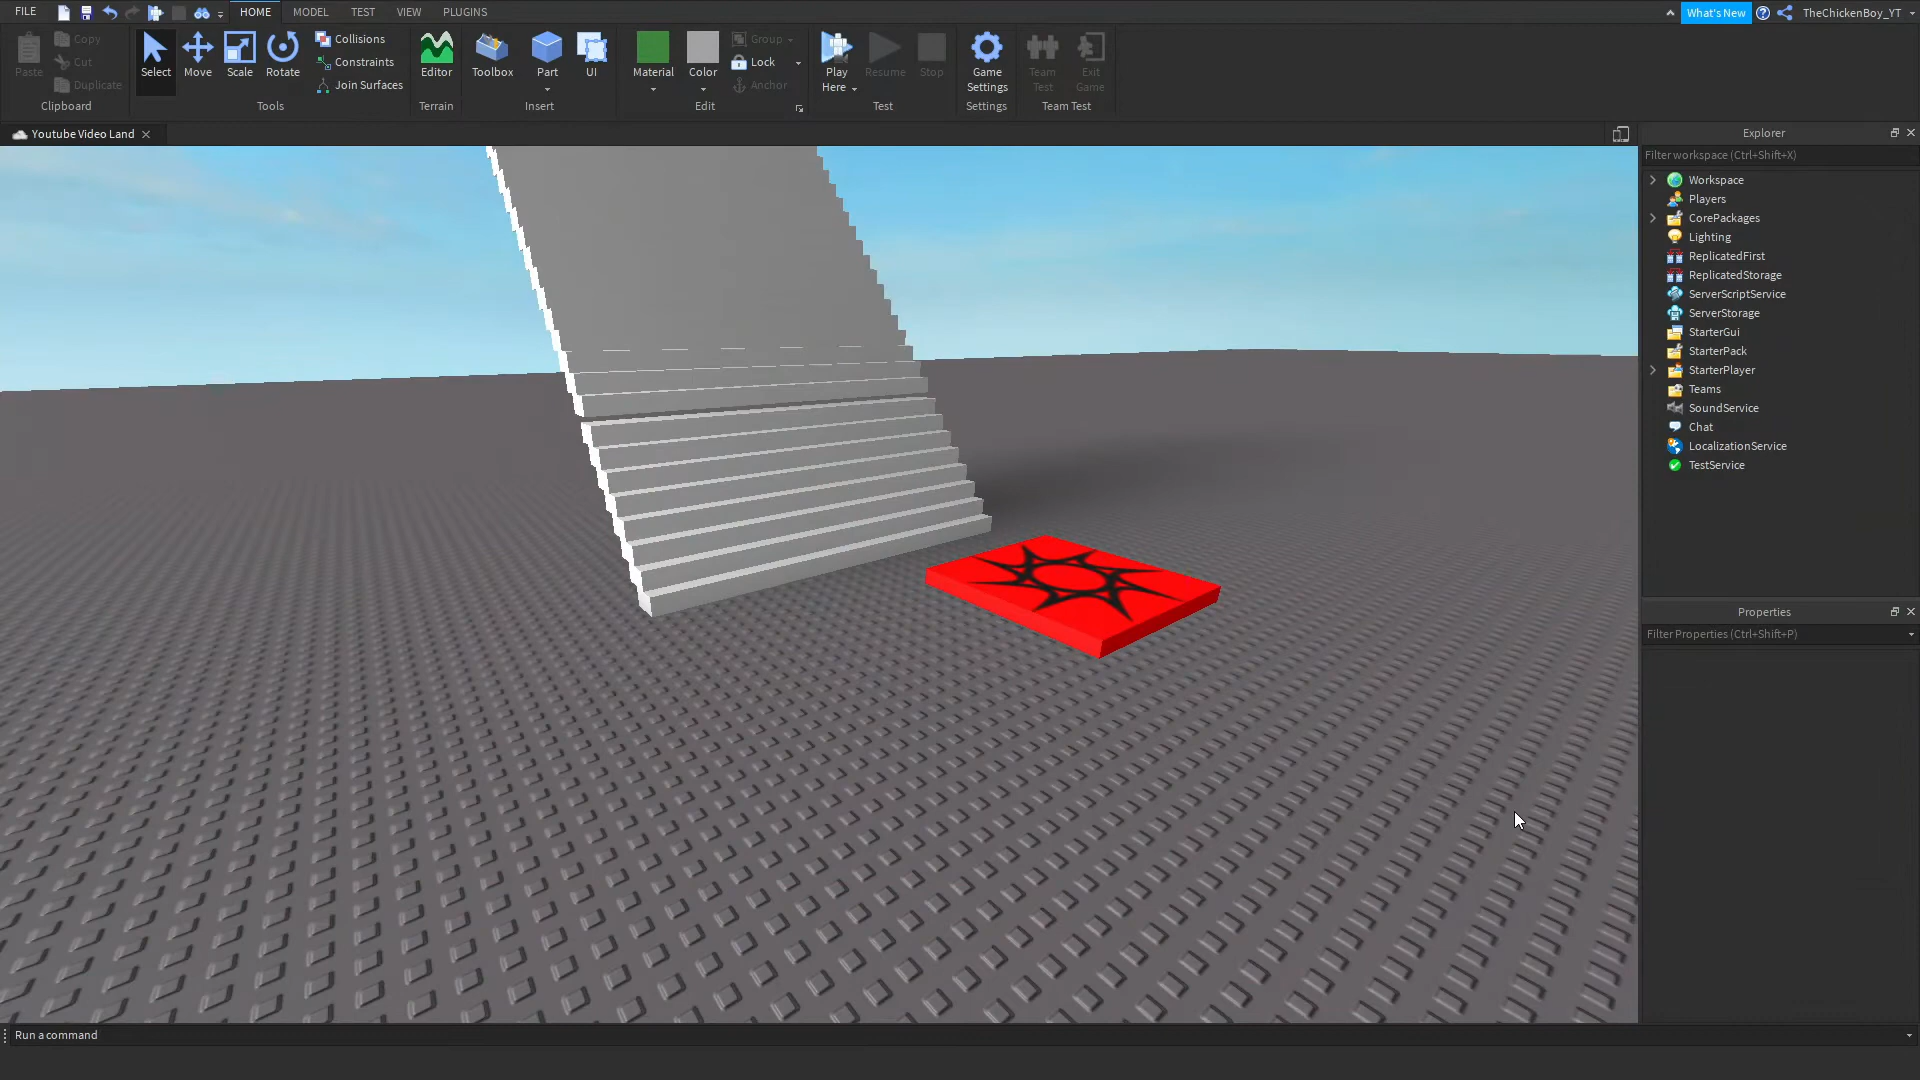 FILE HOME MODEL TEST VIEW PLUGINS What's New TheChickenBoy_YT
Paste Copy Cut Duplicate
Clipboard
Select Move Scale Rotate
Collisions
Constraints
Join Surfaces
Tools
Editor
Terrain
Toolbox Part UI
Insert
Material Color Group Lock Anchor
Edit
Play Here Resume Stop
Test
Game Settings
Settings
Team Test Exit Game
Team Test
Youtube Video Land
Explorer
Filter workspace (Ctrl+Shift+X)
Workspace
Players
CorePackages
Lighting
ReplicatedFirst
ReplicatedStorage
ServerScriptService
ServerStorage
StarterGui
StarterPack
StarterPlayer
Teams
SoundService
Chat
LocalizationService
TestService
Properties
Filter Properties (Ctrl+Shift+P)
Run a command